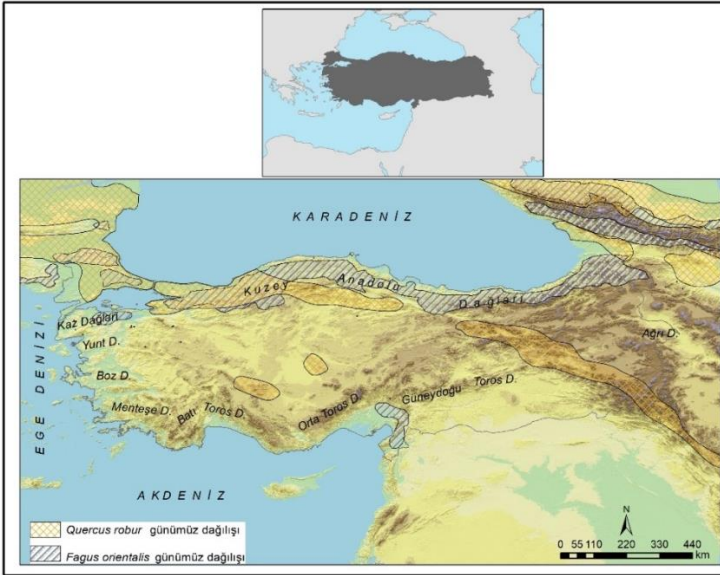 KARADENİZ
Kuzey Anadolu Dağları
EGE DENİZİ
Kaz Dağları
Yunt D.
Boz D.
Menteşe D.
Batı Toros D.
Orta Toros D.
Güneydoğu Toros D.
Ağrı D.
AKDENİZ
Quercus robur günümüz dağılışı
Fagus orientalis günümüz dağılışı
N
0 55 110 220 330 440
km